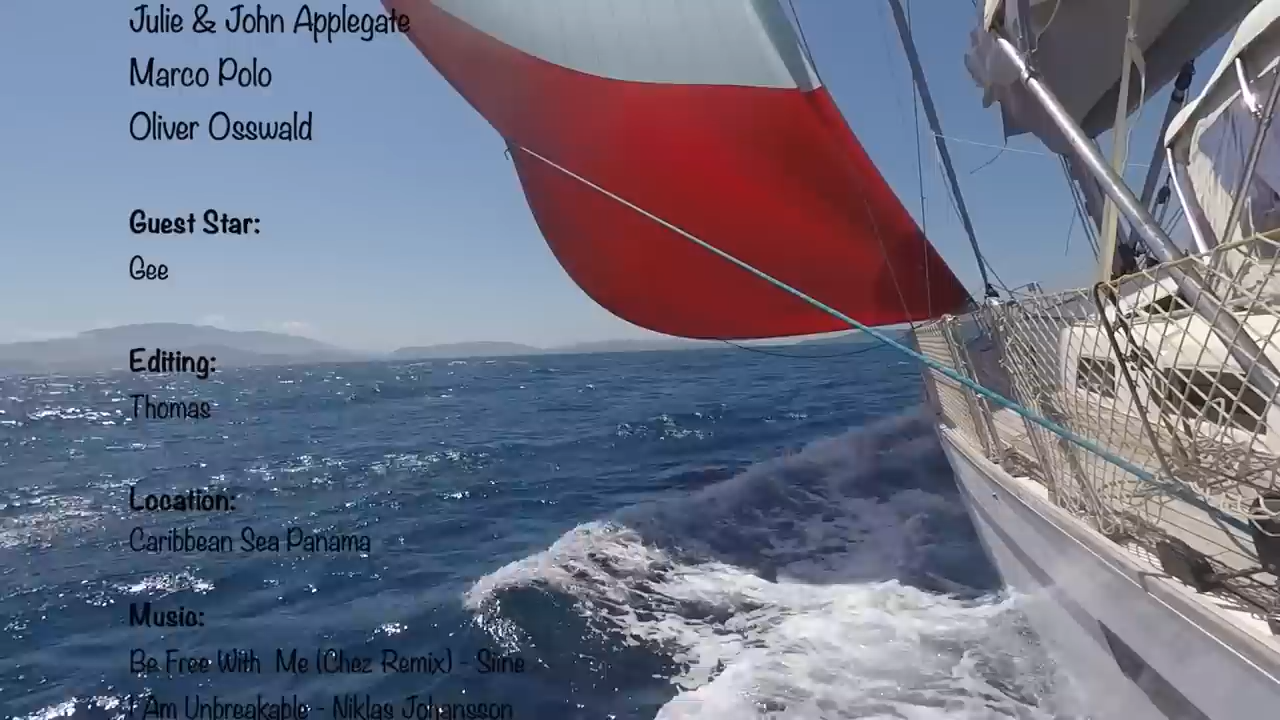 Julie & John Applegate
Marco Polo
Oliver Osswald
Guest Star:
Gee
Editing:
Thomas
Location:
Caribbean Sea Panama
Music:
Be Free With Me (Chez Remix) - Siine
I Am Unbreakable - Niklas Johansson